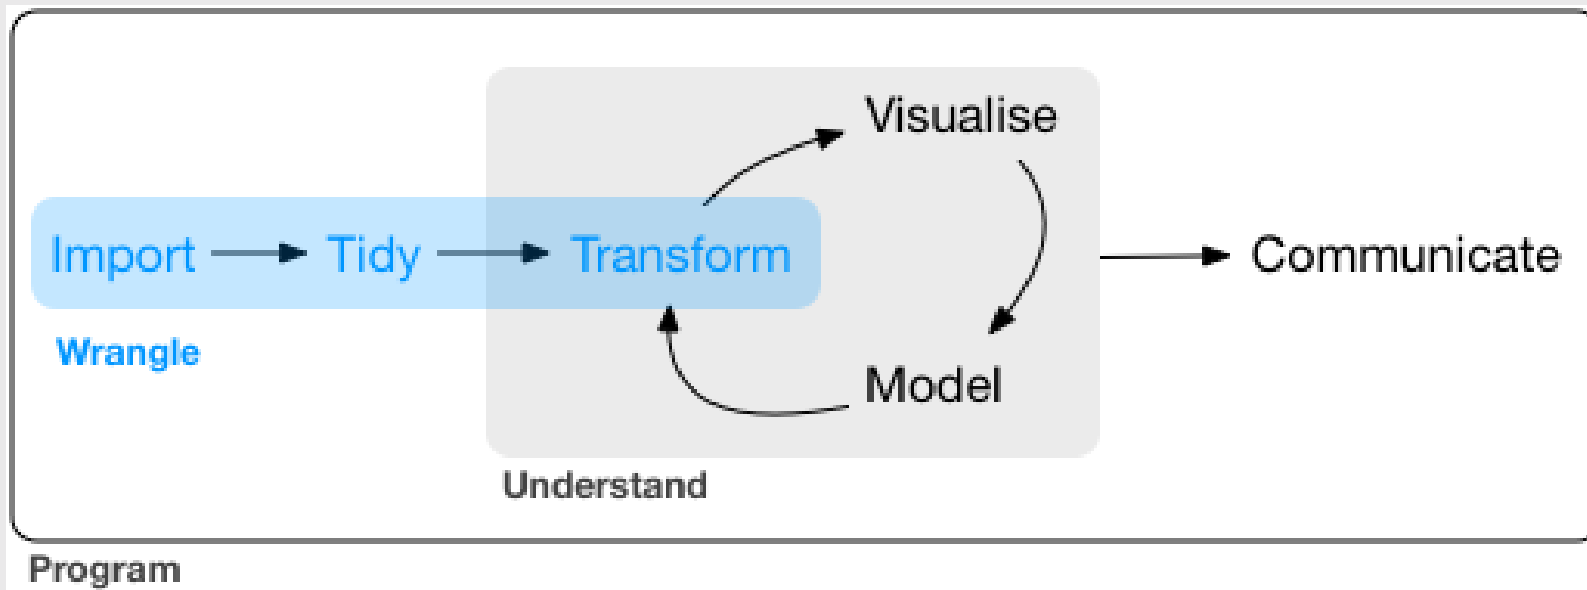 Visualise
Import Tidy Transform Communicate
Wrangle
Model
Understand
Program